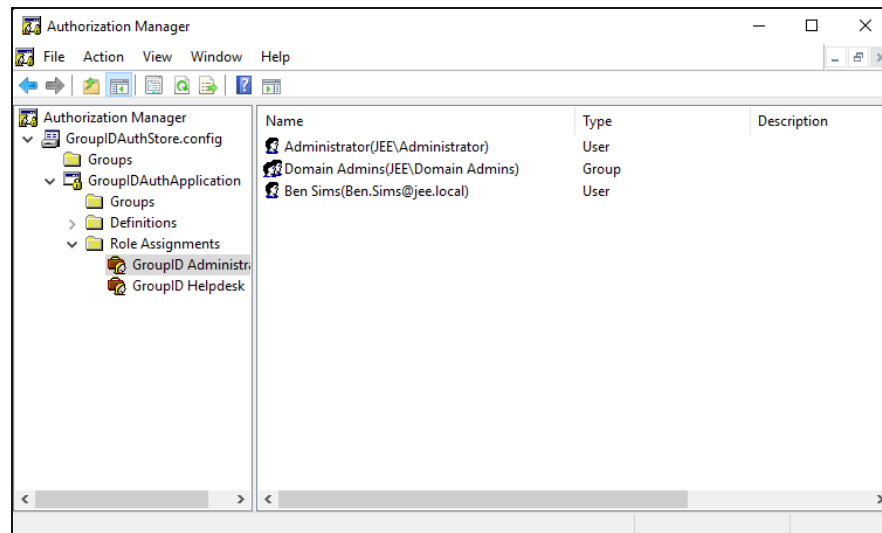 Authorization Manager
File Action View Window Help
Authorization Manager
GroupIDAuthStore.config
Groups
GroupIDAuthApplication
Groups
Definitions
Role Assignments
GroupID Administra
GroupID Helpdesk
Name Type Description
Administrator(JEE\Administrator) User
Domain Admins(JEE\Domain Admins) Group
Ben Sims(Ben.Sims@jee.local) User